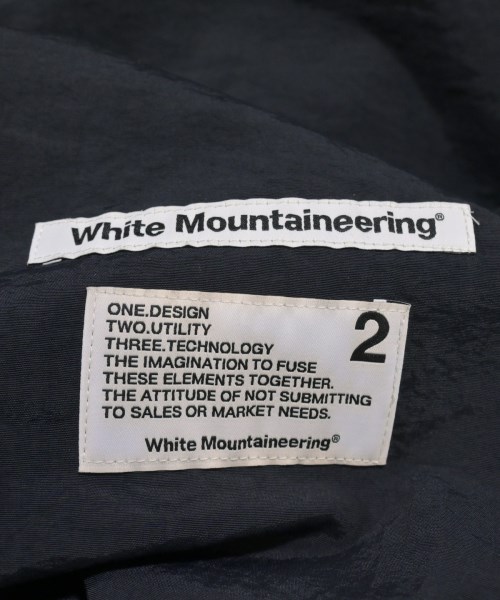 White Mountaineering®
ONE.DESIGN
TWO.UTILITY
THREE.TECHNOLOGY
THE IMAGINATION TO FUSE
THESE ELEMENTS TOGETHER.
THE ATTITUDE OF NOT SUBMITTING
TO SALES OR MARKET NEEDS.
2
White Mountaineering®